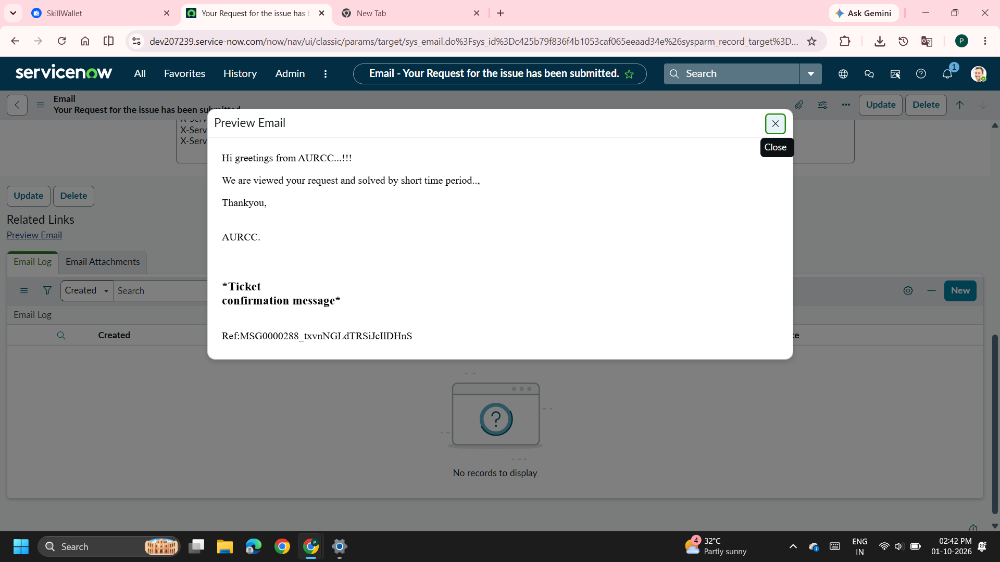 SkillWallet
Your Request for the issue has b
New Tab
Ask Gemini
dev207239.service-now.com/now/nav/ui/classic/params/target/sys_email.do%3Fsys_id%3Dc425b79f836f4b1053caf065eeaad34e%26sysparm_record_target%3D...
P
servicenow
All
Favorites
History
Admin
Email - Your Request for the issue has been submitted.
Search
1
Email
Your Request for the issue has been submitted.
Update
Delete
X-Serv
X-Serv
Preview Email
Close
Hi greetings from AURCC...!!!
We are viewed your request and solved by short time period..,
Thankyou,
AURCC.
*Ticket
confirmation message*
Ref:MSG0000288_txvnNGLdTRSiJcIlDHnS
Update
Delete
Related Links
Preview Email
Email Log
Email Attachments
Created
Search
New
Email Log
Created
No records to display
Search
4
32°C
Partly sunny
ENG
IN
02:42 PM
01-10-2026